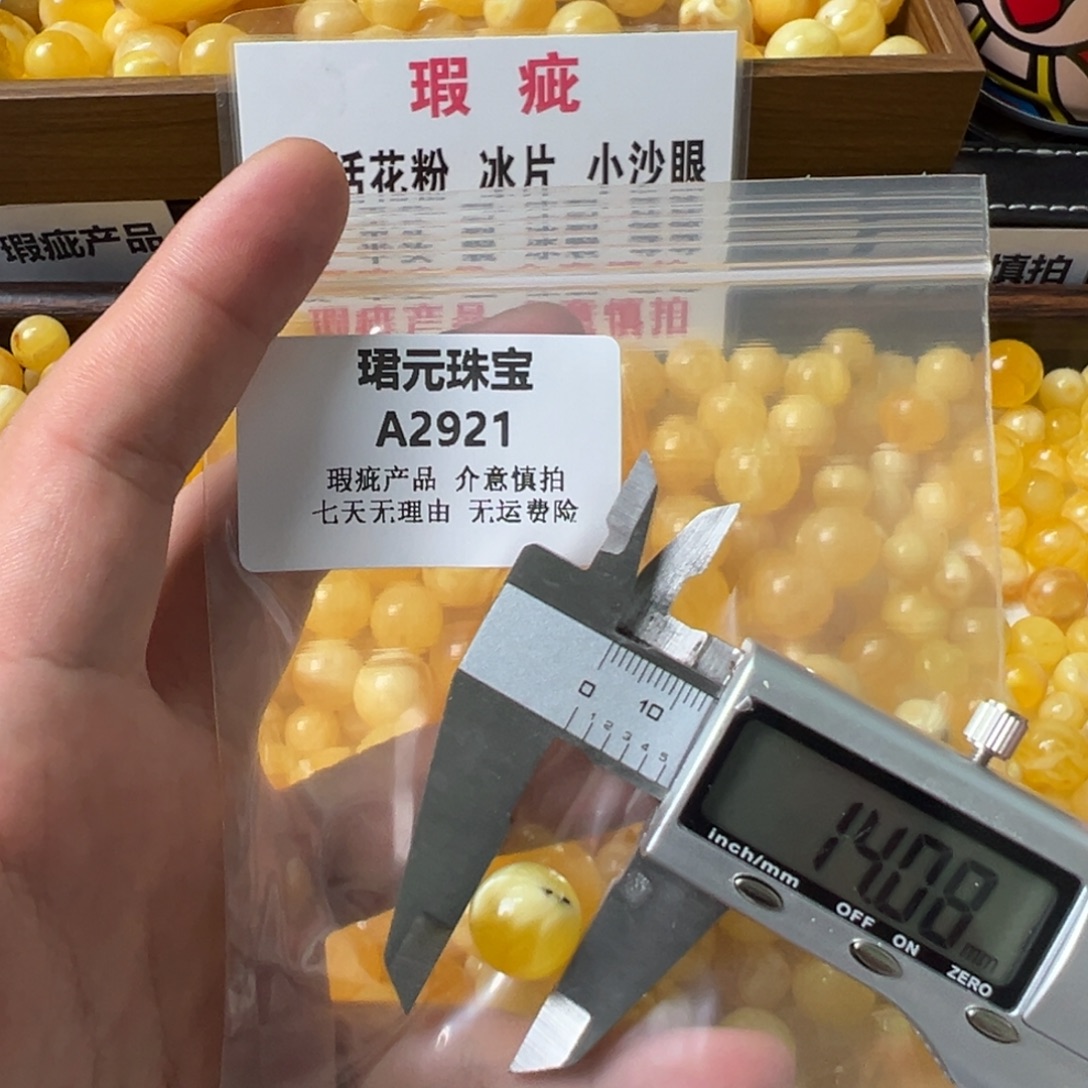 瑕 疵
括花粉 冰片 小沙眼
瑕疵产品
慎拍
瑕疵产品 介意慎拍
珺元珠宝
A2921
瑕疵产品 介意慎拍
七天无理由 无运费险
0 10
1 2 3 4 5
14.08 mm
inch/mm
OFF ON
ZERO